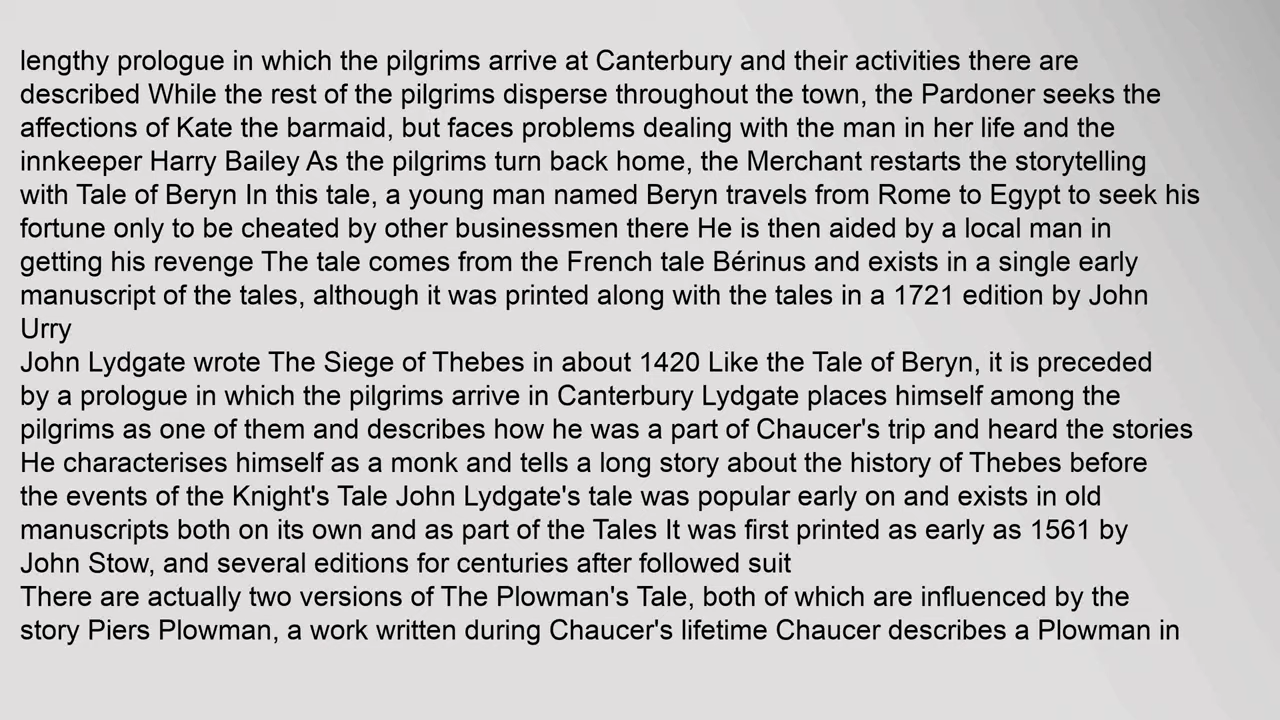 lengthy prologue in which the pilgrims arrive at Canterbury and their activities there are
described While the rest of the pilgrims disperse throughout the town, the Pardoner seeks the
affections of Kate the barmaid, but faces problems dealing with the man in her life and the
innkeeper Harry Bailey As the pilgrims turn back home, the Merchant restarts the storytelling
with Tale of Beryn In this tale, a young man named Beryn travels from Rome to Egypt to seek his
fortune only to be cheated by other businessmen there He is then aided by a local man in
getting his revenge The tale comes from the French tale Bérinus and exists in a single early
manuscript of the tales, although it was printed along with the tales in a 1721 edition by John
Urry
John Lydgate wrote The Siege of Thebes in about 1420 Like the Tale of Beryn, it is preceded
by a prologue in which the pilgrims arrive in Canterbury Lydgate places himself among the
pilgrims as one of them and describes how he was a part of Chaucer's trip and heard the stories
He characterises himself as a monk and tells a long story about the history of Thebes before
the events of the Knight's Tale John Lydgate's tale was popular early on and exists in old
manuscripts both on its own and as part of the Tales It was first printed as early as 1561 by
John Stow, and several editions for centuries after followed suit
There are actually two versions of The Plowman's Tale, both of which are influenced by the
story Piers Plowman, a work written during Chaucer's lifetime Chaucer describes a Plowman in